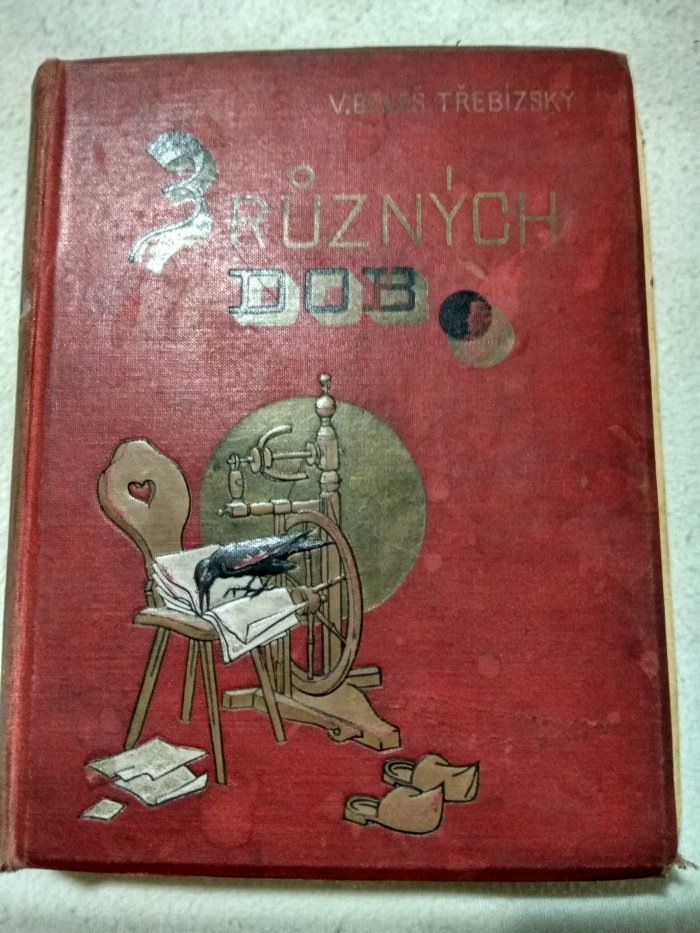 V. BENEŠ TŘEBÍZSKÝ
Z RŮZNÝCH
DOB.